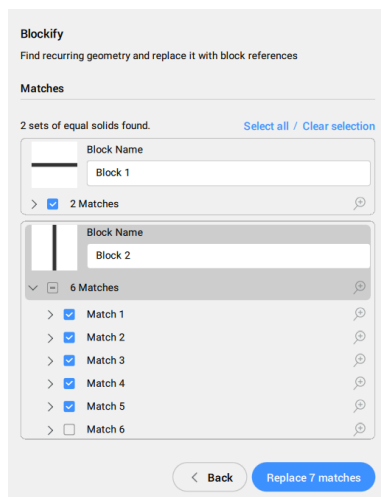 Blockify
Find recurring geometry and replace it with block references
Matches
2 sets of equal solids found. Select all / Clear selection
Block Name
Block 1
2 Matches
Block Name
Block 2
6 Matches
Match 1
Match 2
Match 3
Match 4
Match 5
Match 6
Back Replace 7 matches